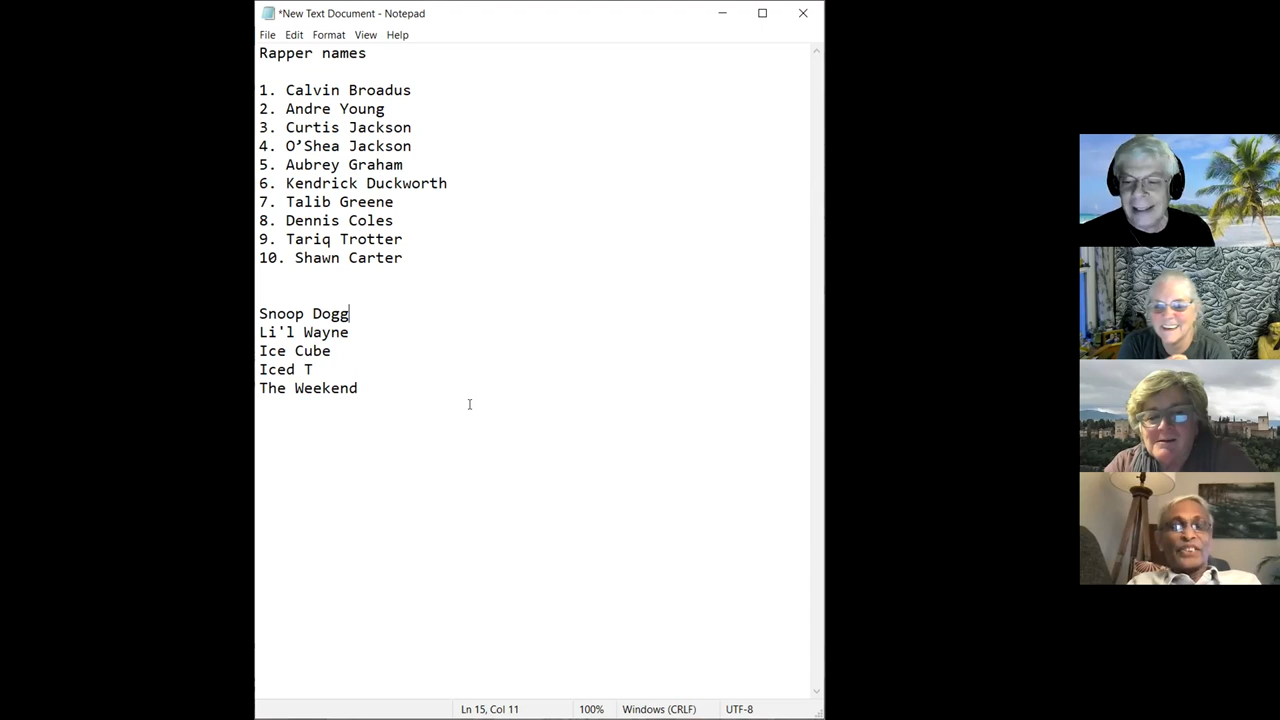 *New Text Document - Notepad
File Edit Format View Help
Rapper names
1. Calvin Broadus
2. Andre Young
3. Curtis Jackson
4. O’Shea Jackson
5. Aubrey Graham
6. Kendrick Duckworth
7. Talib Greene
8. Dennis Coles
9. Tariq Trotter
10. Shawn Carter
Snoop Dogg
Li'l Wayne
Ice Cube
Iced T
The Weekend
Ln 15, Col 11 100% Windows (CRLF) UTF-8